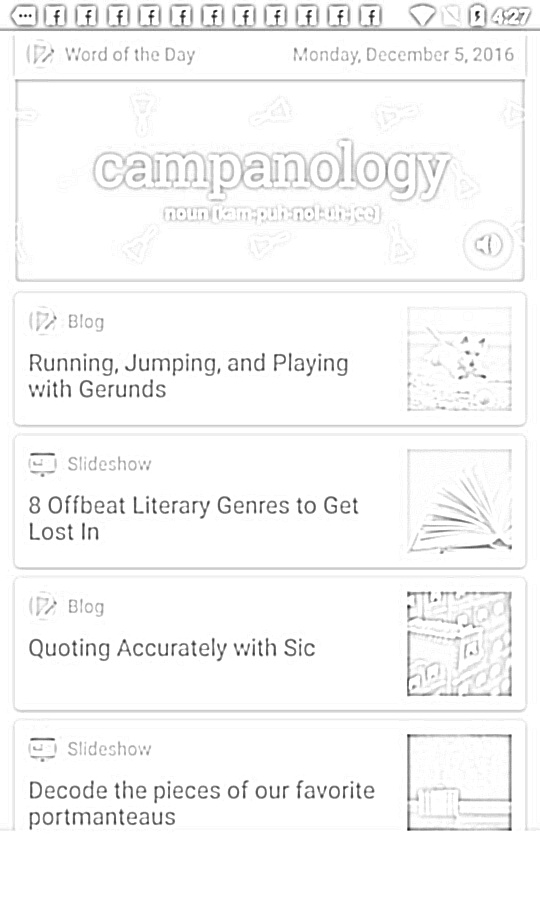 4:27
Word of the Day
Monday, December 5, 2016
campanology
noun [kam-puh-nol-uh-jee]
Blog
Running, Jumping, and Playing
with Gerunds
Slideshow
8 Offbeat Literary Genres to Get
Lost In
Blog
Quoting Accurately with Sic
Slideshow
Decode the pieces of our favorite
portmanteaus